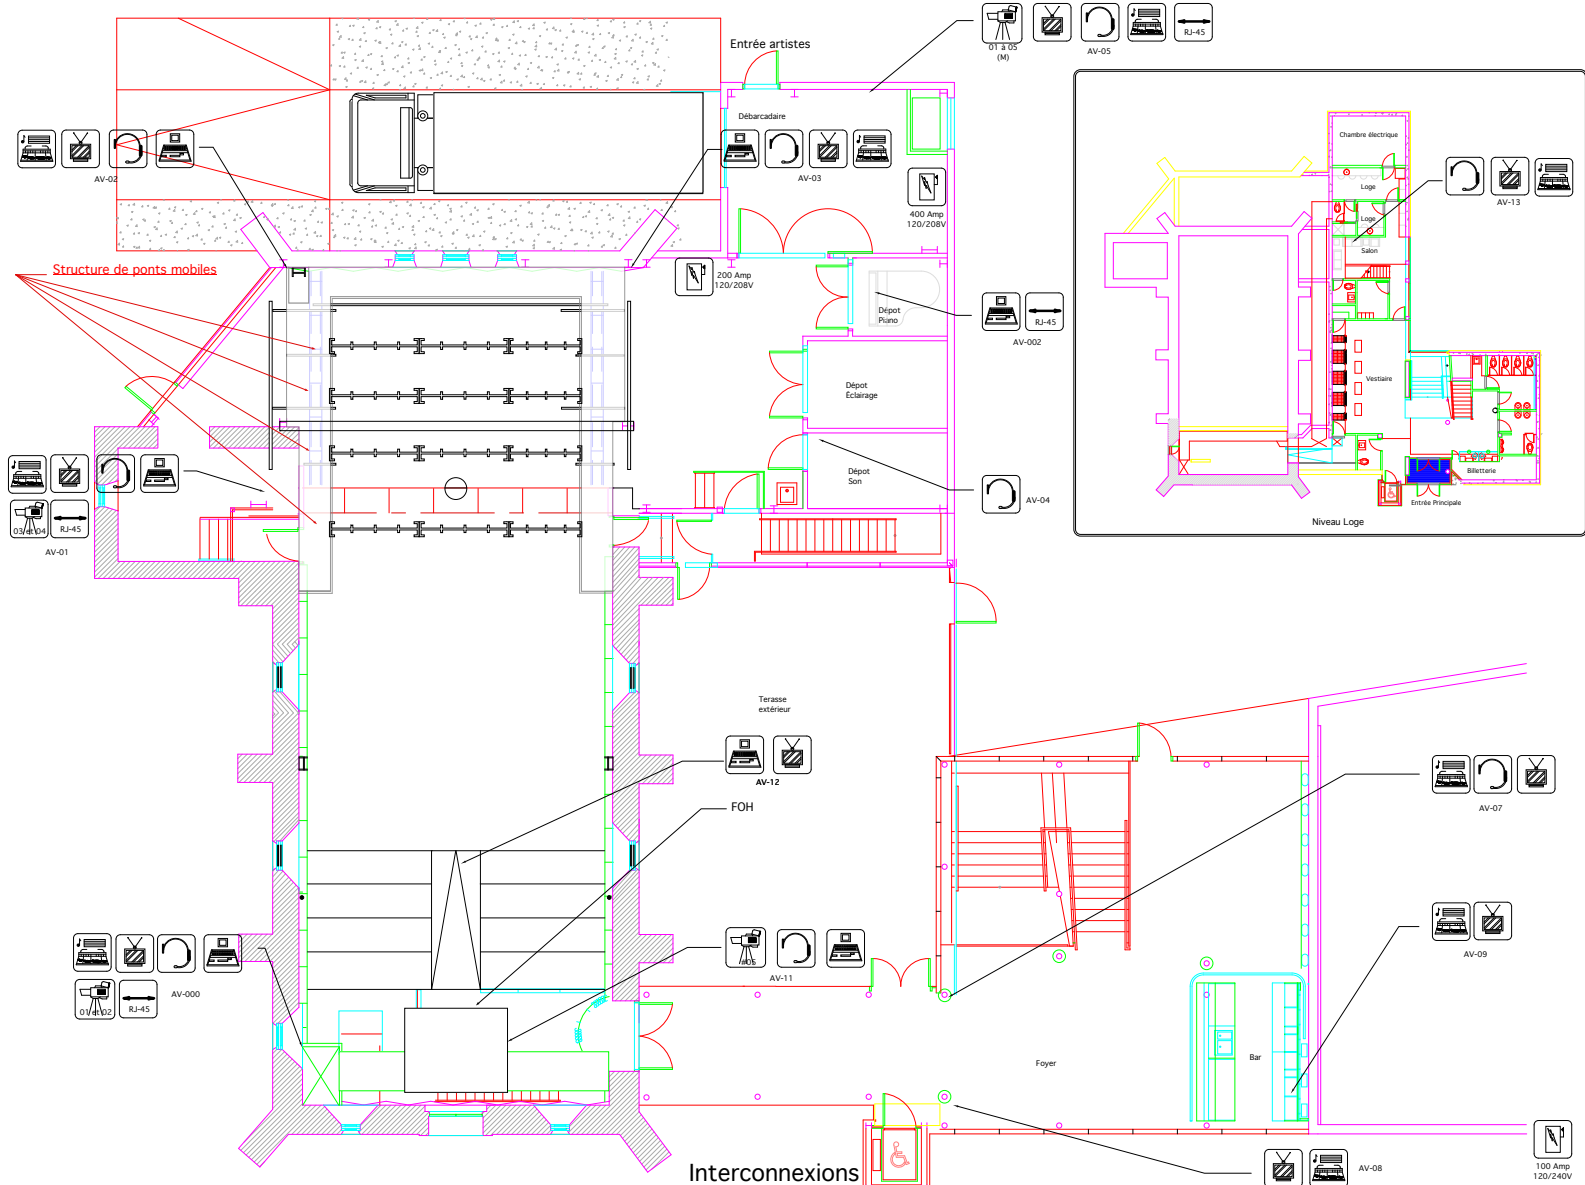 Entrée artistes
01 à 05
(M)
AV-05
RJ-45
Débarcadaire
AV-02
AV-03
400 Amp
120/208V
Structure de ponts mobiles
200 Amp
120/208V
Dépot
Piano
RJ-45
AV-002
Dépot
Éclairage
Dépot
Son
AV-04
03 et 04
RJ-45
AV-01
Chambre électrique
Loge
Loge
Salon
AV-13
Vestiaire
Billetterie
Entrée Principale
Niveau Loge
Terasse
extérieur
AV-12
FOH
AV-07
AV-09
#05
AV-11
01 et 02
RJ-45
AV-000
Foyer
Bar
Interconnexions
AV-08
100 Amp
120/240V